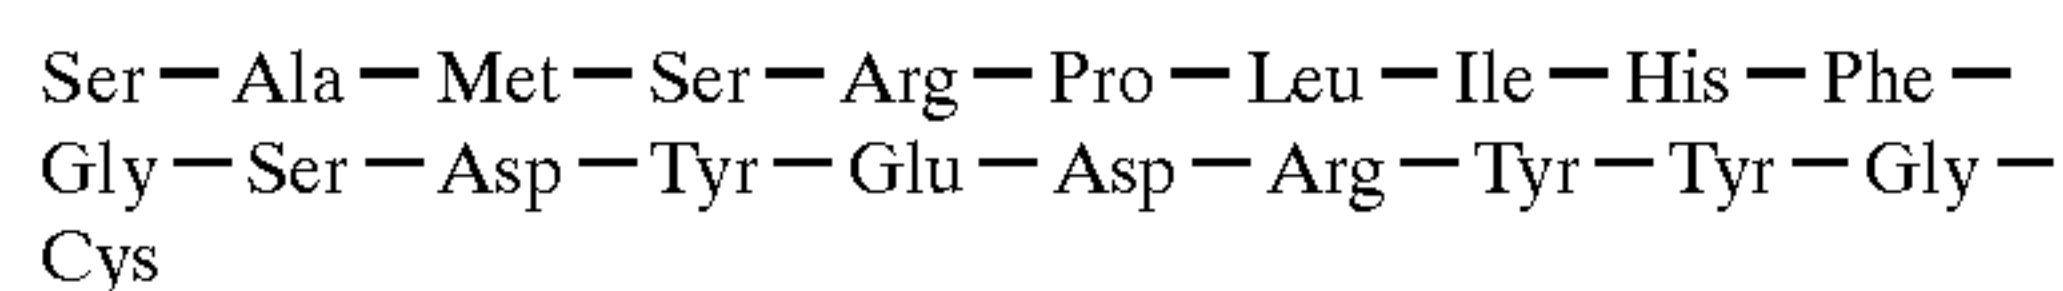 Ser — Ala — Met — Ser — Arg — Pro — Leu — Ile — His — Phe —
Gly — Ser — Asp — Tyr — Glu — Asp — Arg — Tyr — Tyr — Gly —
Cys